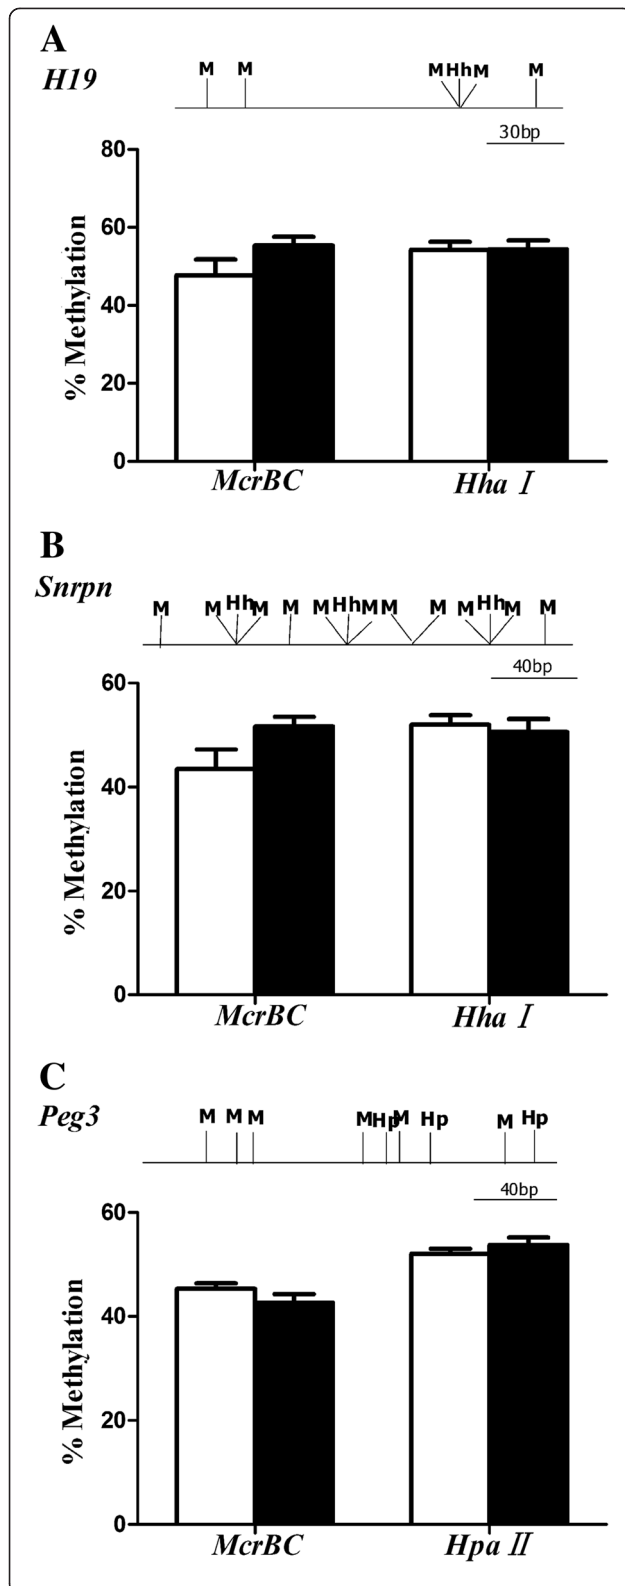 A
H19
M M M Hh M M
30bp
80
60
40
20
0
% Methylation
McrBC Hha I
B
Snrpn
M M Hh M M M Hh M M M M Hh M M
40bp
60
40
20
0
% Methylation
McrBC Hha I
C
Peg3
M M M M Hp M Hp M Hp
40bp
60
40
20
0
% Methylation
McrBC Hpa II